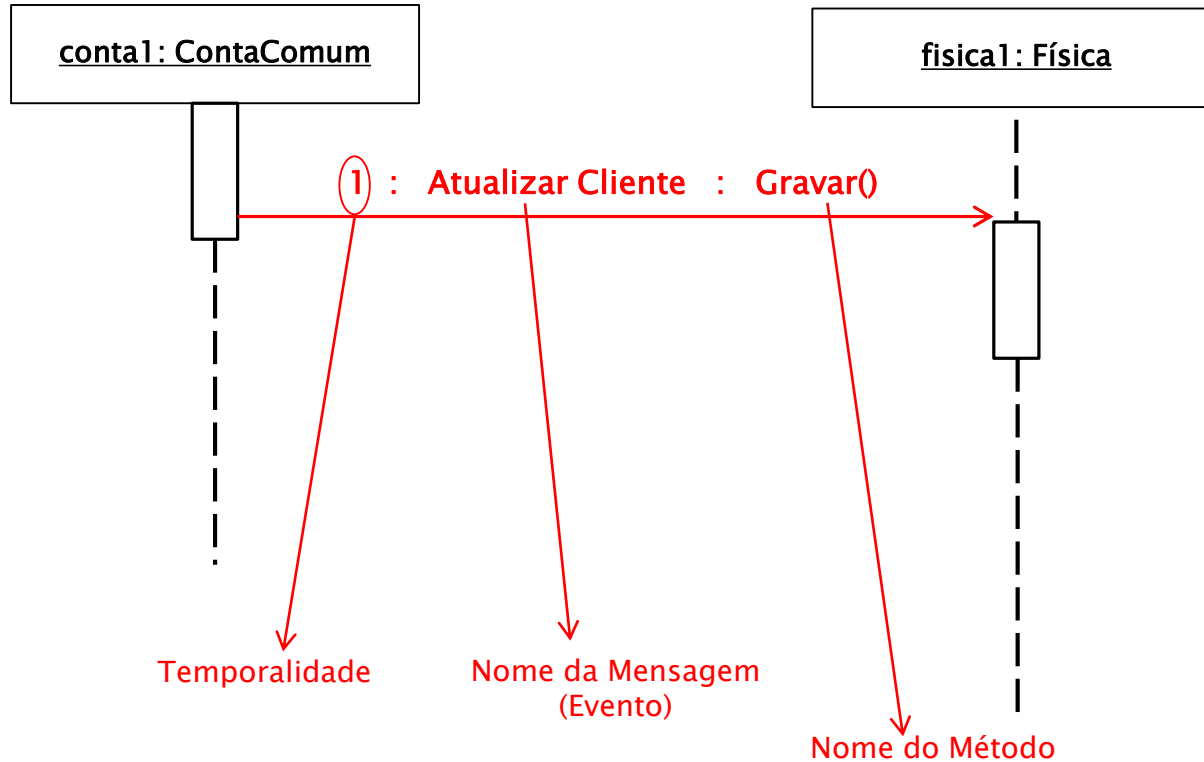 conta1: ContaComum
fisica1: Física
1 : Atualizar Cliente : Gravar()
Temporalidade
Nome da Mensagem
(Evento)
Nome do Método